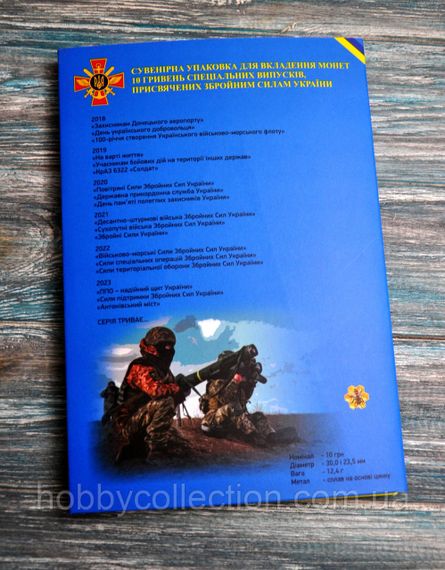 СУВЕНІРНА УПАКОВКА ДЛЯ ВКЛАДЕННЯ МОНЕТ
10 ГРИВЕНЬ СПЕЦІАЛЬНИХ ВИПУСКІВ,
ПРИСВЯЧЕНИХ ЗБРОЙНИМ СИЛАМ УКРАЇНИ
2018
«Захисникам Донецького аеропорту»
«День українського добровольця»
«100-річчя створення Українського військово-морського флоту»
2019
«На варті життя»
«Учасникам бойових дій на території інших держав»
«КрАЗ 6322 «Солдат»
2020
«Повітряні Сили Збройних Сил України»
«Державна прикордонна служба України»
«День пам'яті полеглих захисників України»
2021
«Десантно-штурмові війська Збройних Сил України»
«Сухопутні війська Збройних Сил України»
«Збройні Сили України»
2022
«Військово-морські Сили Збройних Сил України»
«Сили спеціальних операцій Збройних Сил України»
«Сили територіальної оборони Збройних Сил України»
2023
«ППО – надійний щит України»
«Сили підтримки Збройних Сил України»
«Антонівський міст»
СЕРІЯ ТРИВАЄ...
Номінал - 10 грн
Діаметр - 30,0 і 23,5 мм
Вага - 12,4 г
Метал - сплав на основі цинку
hobbycollection.com.ua